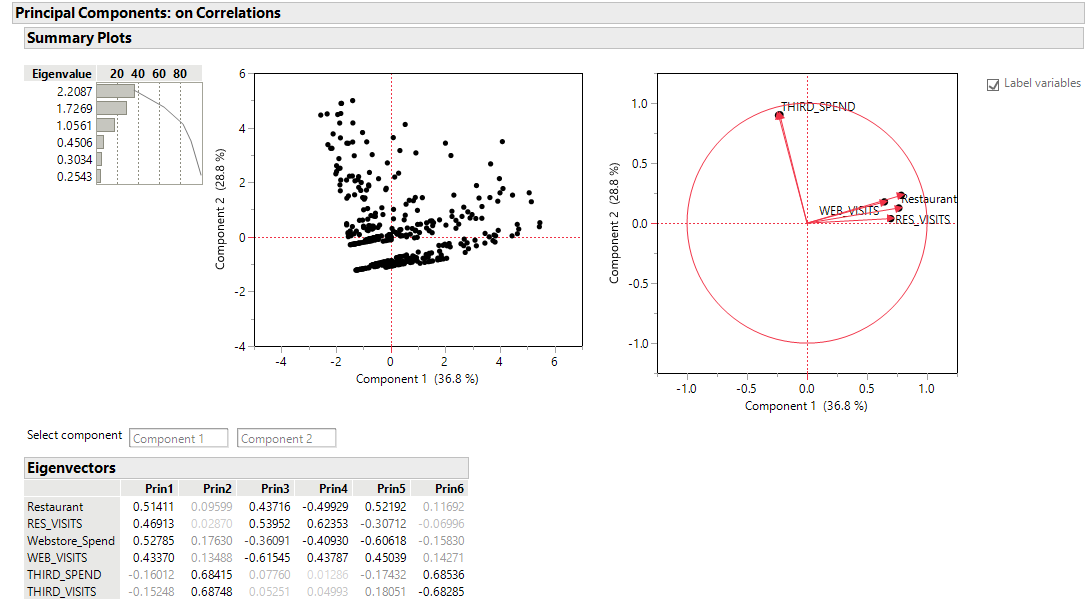 Principal Components: on Correlations
Summary Plots
Eigenvalue 20 40 60 80
2.2087
1.7269
1.0561
0.4506
0.3034
0.2543
6
4
2
0
-2
-4
Component 2 (28.8 %)
-4 -2 0 2 4 6
Component 1 (36.8 %)
1.0
0.5
0.0
-0.5
-1.0
Component 2 (28.8 %)
THIRD_SPEND
Restaurant
WEB_VISITS
RES_VISITS
-1.0 -0.5 0.0 0.5 1.0
Component 1 (36.8 %)
Label variables
Select component Component 1 Component 2
Eigenvectors
Prin1 Prin2 Prin3 Prin4 Prin5 Prin6
Restaurant 0.51411 0.09599 0.43716 -0.49929 0.52192 0.11692
RES_VISITS 0.46913 0.02870 0.53952 0.62353 -0.30712 -0.06996
Webstore_Spend 0.52785 0.17630 -0.36091 -0.40930 -0.60618 -0.15830
WEB_VISITS 0.43370 0.13488 -0.61545 0.43787 0.45039 0.14271
THIRD_SPEND -0.16012 0.68415 0.07760 0.01286 -0.17432 0.68536
THIRD_VISITS -0.15248 0.68748 0.05251 0.04993 0.18051 -0.68285